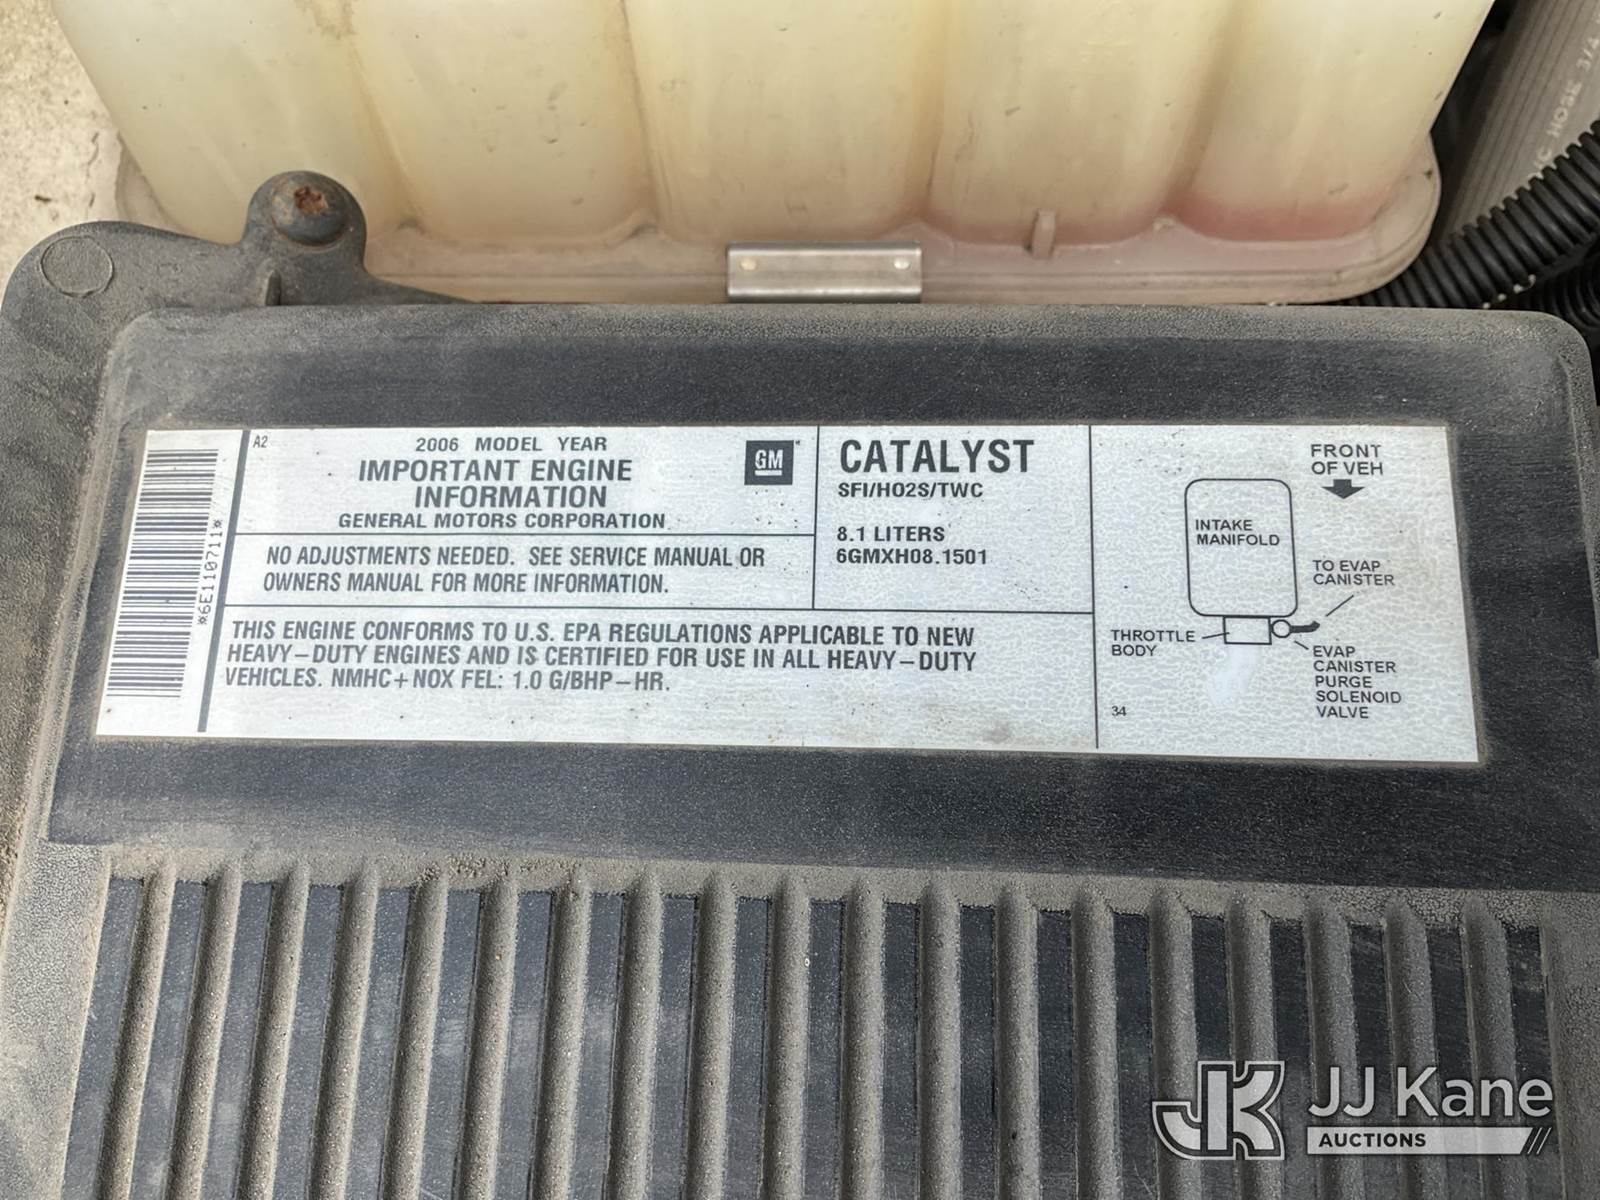 HOSE 3/4
A2
2006 MODEL YEAR
IMPORTANT ENGINE
INFORMATION
GENERAL MOTORS CORPORATION
GM
NO ADJUSTMENTS NEEDED. SEE SERVICE MANUAL OR
OWNERS MANUAL FOR MORE INFORMATION.
*6E110711*
THIS ENGINE CONFORMS TO U.S. EPA REGULATIONS APPLICABLE TO NEW
HEAVY-DUTY ENGINES AND IS CERTIFIED FOR USE IN ALL HEAVY-DUTY
VEHICLES. NMHC+NOX FEL: 1.0 G/BHP-HR.
CATALYST
SFI/HO2S/TWC
8.1 LITERS
6GMXH08.1501
FRONT
OF VEH
INTAKE
MANIFOLD
TO EVAP
CANISTER
THROTTLE
BODY
EVAP
CANISTER
PURGE
SOLENOID
VALVE
34
JK
JJ Kane
AUCTIONS